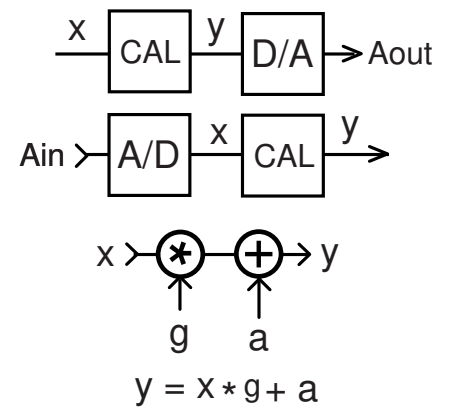 x CAL y D/A Aout
Ain A/D x CAL y
x * + y
g a
y = x * g + a